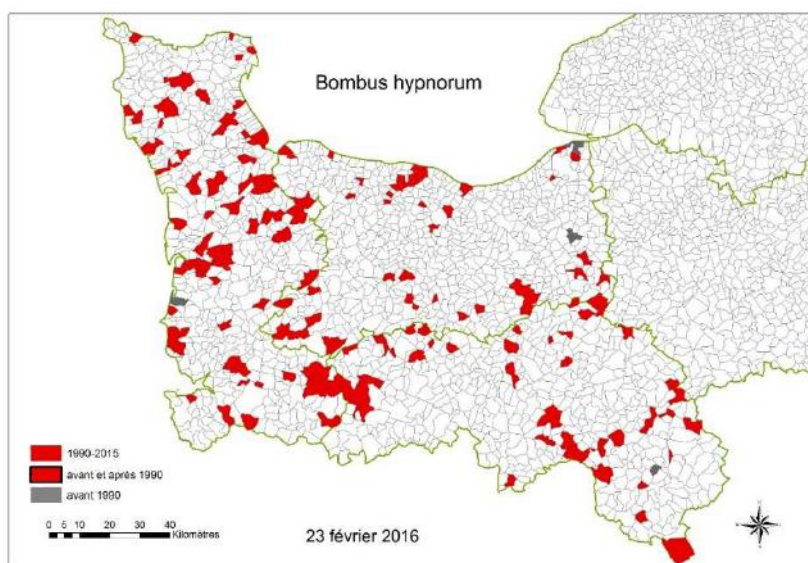 Bombus hypnorum
1990-2015
avant et après 1990
avant 1990
0 5 10 20 30 40
Kilomètres
23 février 2016